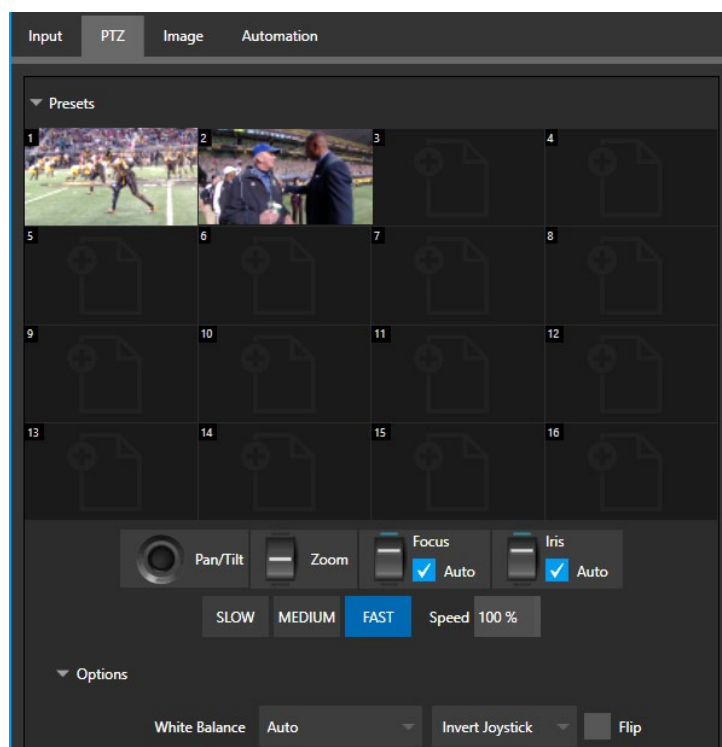 Input PTZ Image Automation
Presets
1 2 3 4
5 6 7 8
9 10 11 12
13 14 15 16
Pan/Tilt Zoom Focus Auto Iris Auto
SLOW MEDIUM FAST Speed 100 %
Options
White Balance Auto Invert Joystick Flip